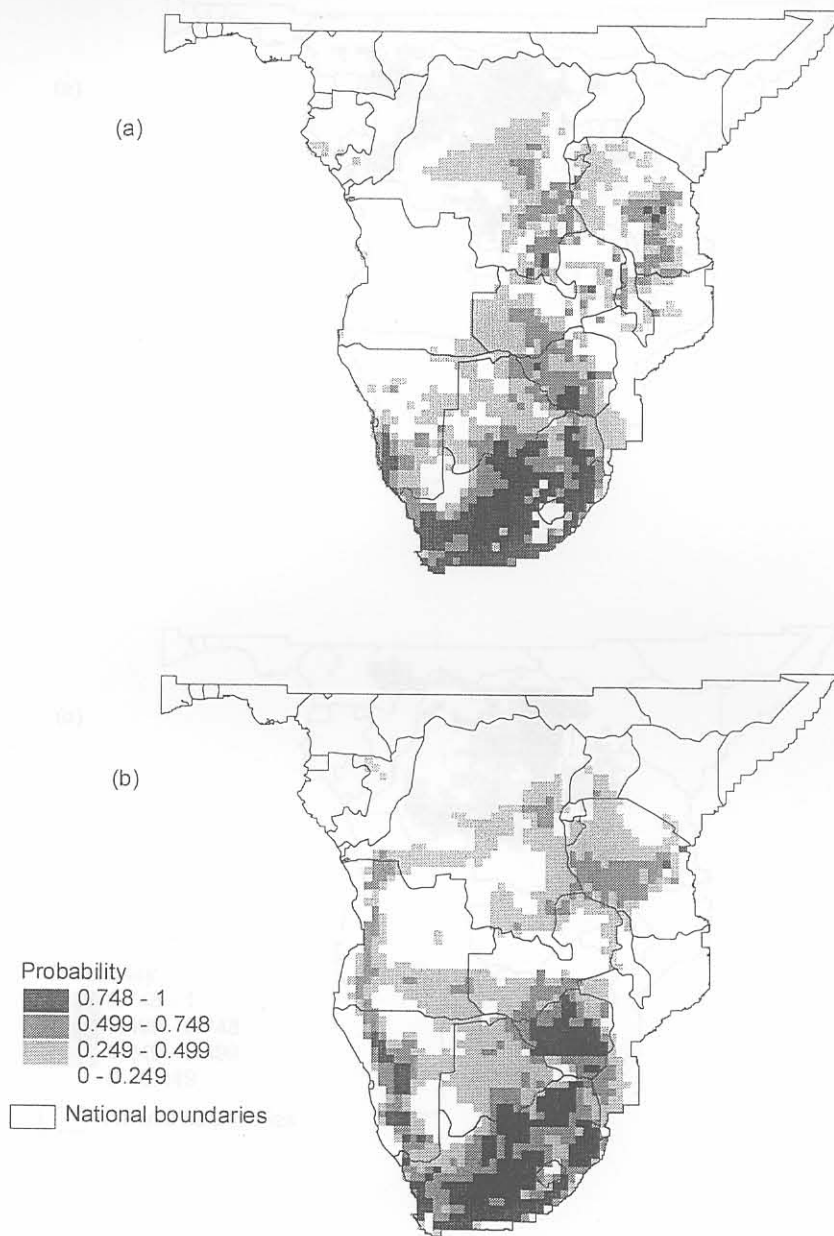 (a)
(b)
Probability
0.748 - 1
0.499 - 0.748
0.249 - 0.499
0 - 0.249
National boundaries